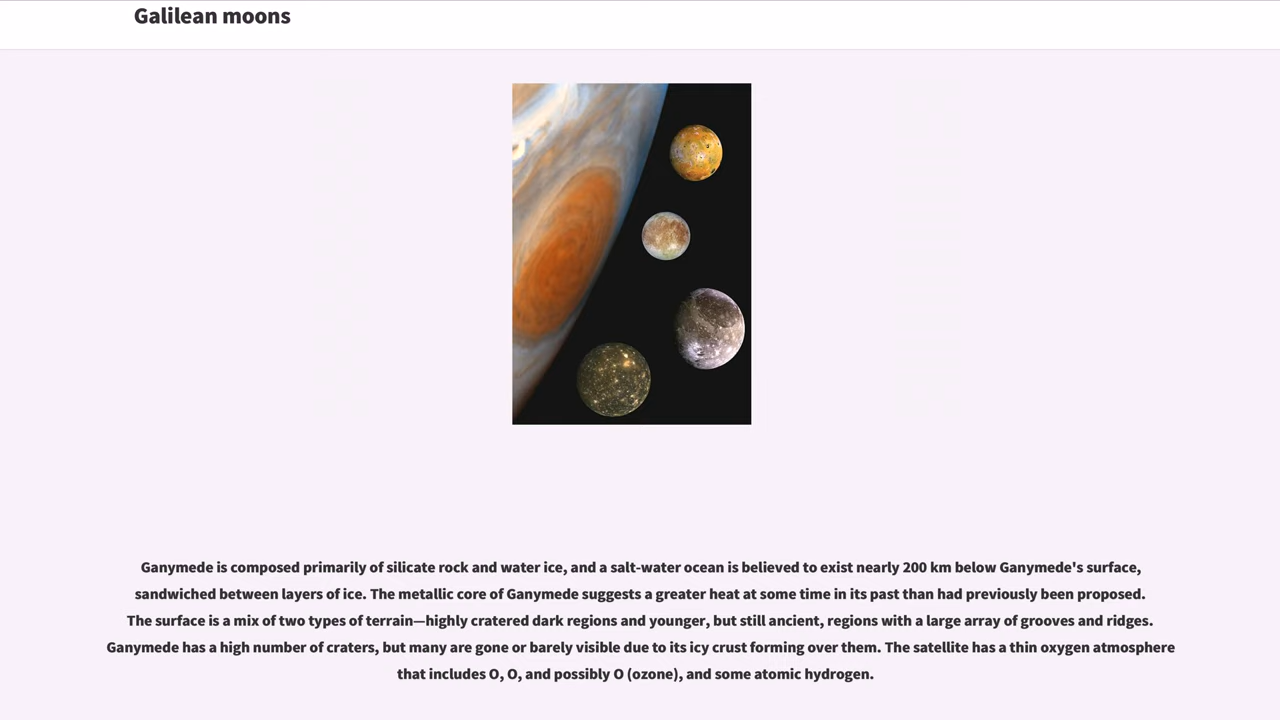 Galilean moons
Ganymede is composed primarily of silicate rock and water ice, and a salt-water ocean is believed to exist nearly 200 km below Ganymede's surface,
sandwiched between layers of ice. The metallic core of Ganymede suggests a greater heat at some time in its past than had previously been proposed.
The surface is a mix of two types of terrain—highly cratered dark regions and younger, but still ancient, regions with a large array of grooves and ridges.
Ganymede has a high number of craters, but many are gone or barely visible due to its icy crust forming over them. The satellite has a thin oxygen atmosphere
that includes O, O, and possibly O (ozone), and some atomic hydrogen.